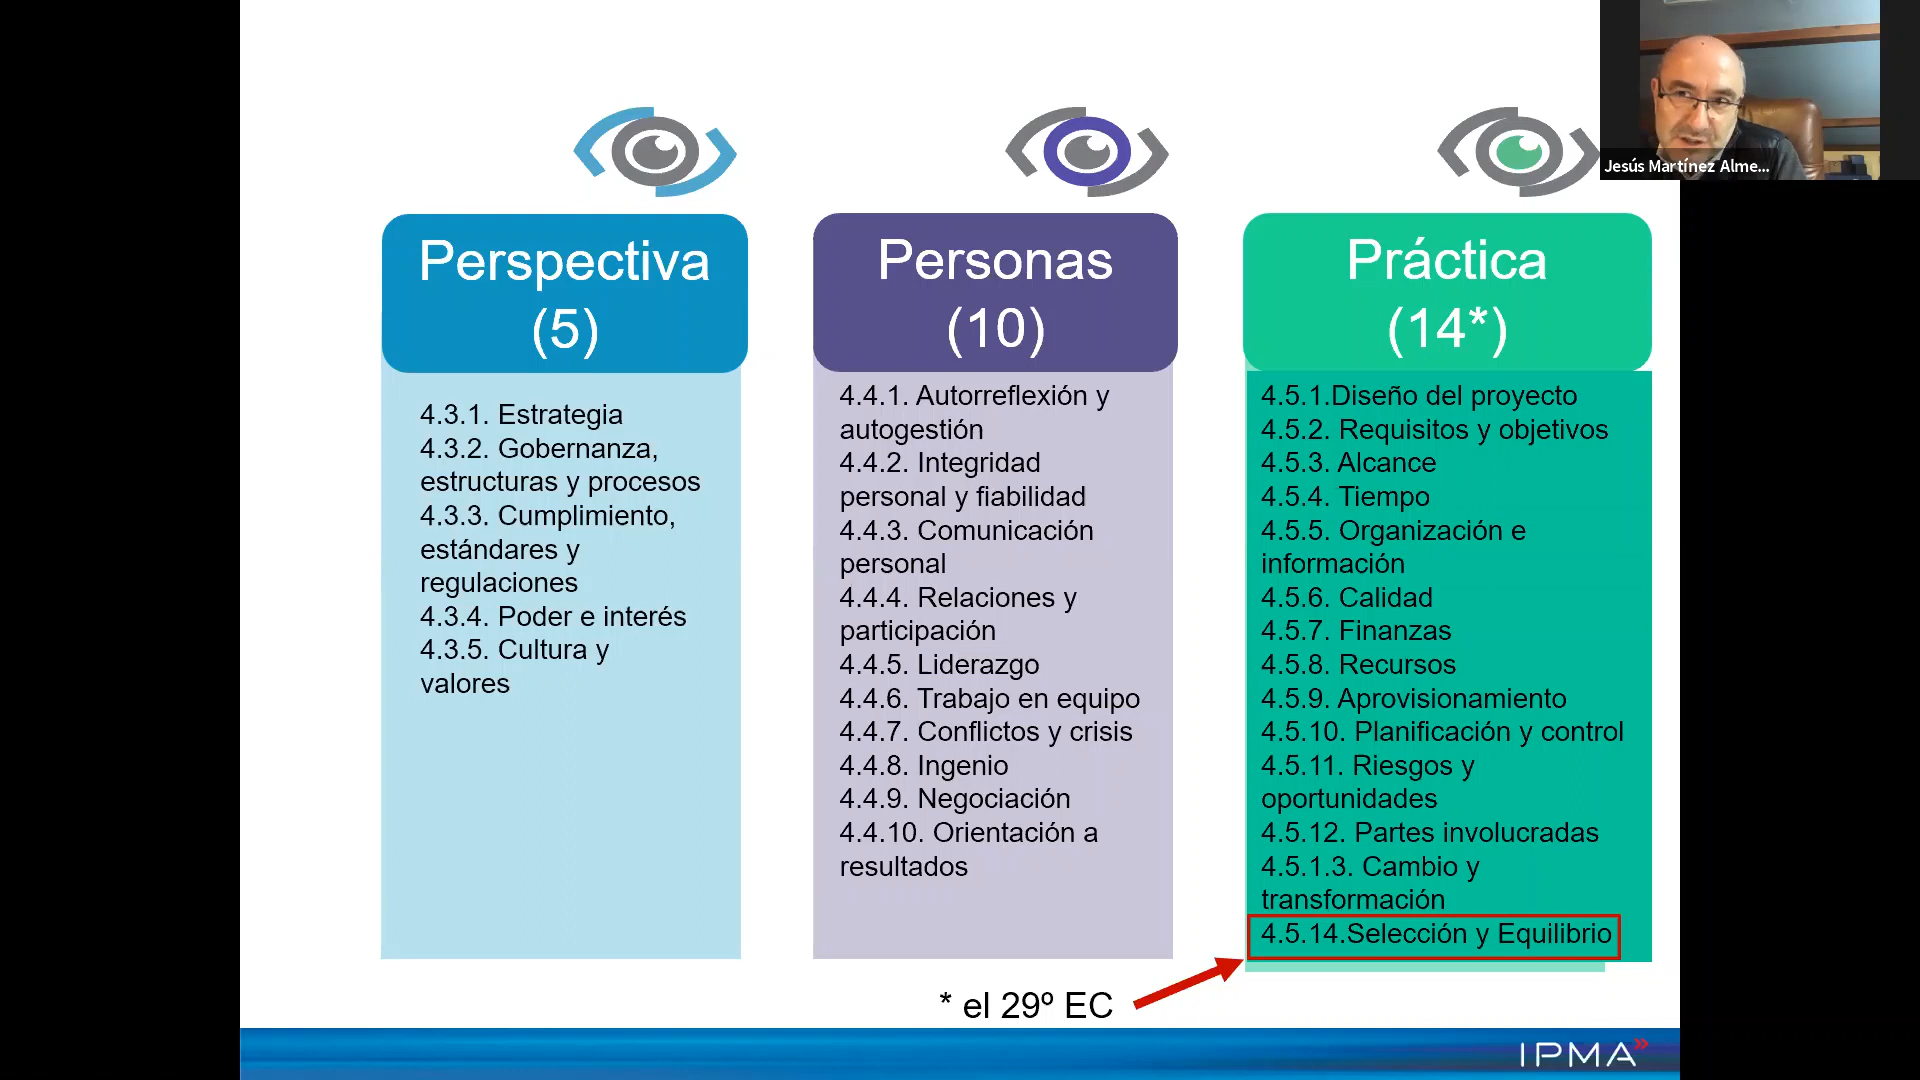 Jesús Martínez Alme...
Perspectiva
(5)
4.3.1. Estrategia
4.3.2. Gobernanza,
estructuras y procesos
4.3.3. Cumplimiento,
estándares y
regulaciones
4.3.4. Poder e interés
4.3.5. Cultura y
valores
Personas
(10)
4.4.1. Autorreflexión y
autogestión
4.4.2. Integridad
personal y fiabilidad
4.4.3. Comunicación
personal
4.4.4. Relaciones y
participación
4.4.5. Liderazgo
4.4.6. Trabajo en equipo
4.4.7. Conflictos y crisis
4.4.8. Ingenio
4.4.9. Negociación
4.4.10. Orientación a
resultados
Práctica
(14*)
4.5.1.Diseño del proyecto
4.5.2. Requisitos y objetivos
4.5.3. Alcance
4.5.4. Tiempo
4.5.5. Organización e
información
4.5.6. Calidad
4.5.7. Finanzas
4.5.8. Recursos
4.5.9. Aprovisionamiento
4.5.10. Planificación y control
4.5.11. Riesgos y
oportunidades
4.5.12. Partes involucradas
4.5.1.3. Cambio y
transformación
4.5.14.Selección y Equilibrio
* el 29º EC
IPMA